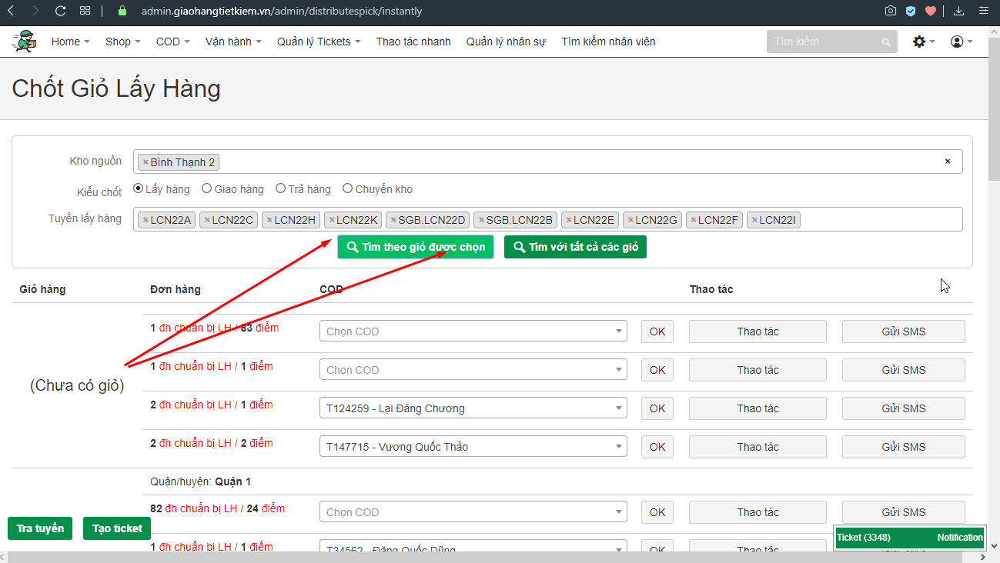 admin.giaohangtietkiem.vn/admin/distributespick/instantly
Home Shop COD Vận hành Quản lý Tickets Thao tác nhanh Quản lý nhân sự Tìm kiếm nhân viên Tìm kiếm
Chốt Giỏ Lấy Hàng
Kho nguồn × Bình Thạnh 2 ×
Kiểu chốt Lấy hàng Giao hàng Trả hàng Chuyển kho
Tuyến lấy hàng × LCN22A × LCN22C × LCN22H × LCN22K × SGB.LCN22D × SGB.LCN22B × LCN22E × LCN22G × LCN22F × LCN22I
Tìm theo giỏ được chọn Tìm với tất cả các giỏ
Giỏ hàng Đơn hàng COD Thao tác
1 đh chuẩn bị LH / 83 điểm Chọn COD OK Thao tác Gửi SMS
1 đh chuẩn bị LH / 1 điểm Chọn COD OK Thao tác Gửi SMS
(Chưa có giỏ)
2 đh chuẩn bị LH / 1 điểm T124259 - Lại Đăng Chương OK Thao tác Gửi SMS
2 đh chuẩn bị LH / 2 điểm T147715 - Vương Quốc Thảo OK Thao tác Gửi SMS
Quận/huyện: Quận 1
82 đh chuẩn bị LH / 24 điểm Chọn COD OK Thao tác Gửi SMS
Tra tuyến Tạo ticket
Ticket (3348) Notification
1 đh chuẩn bị LH / 1 điểm T34562 - Đặng Quốc Dũng OK Thao tác